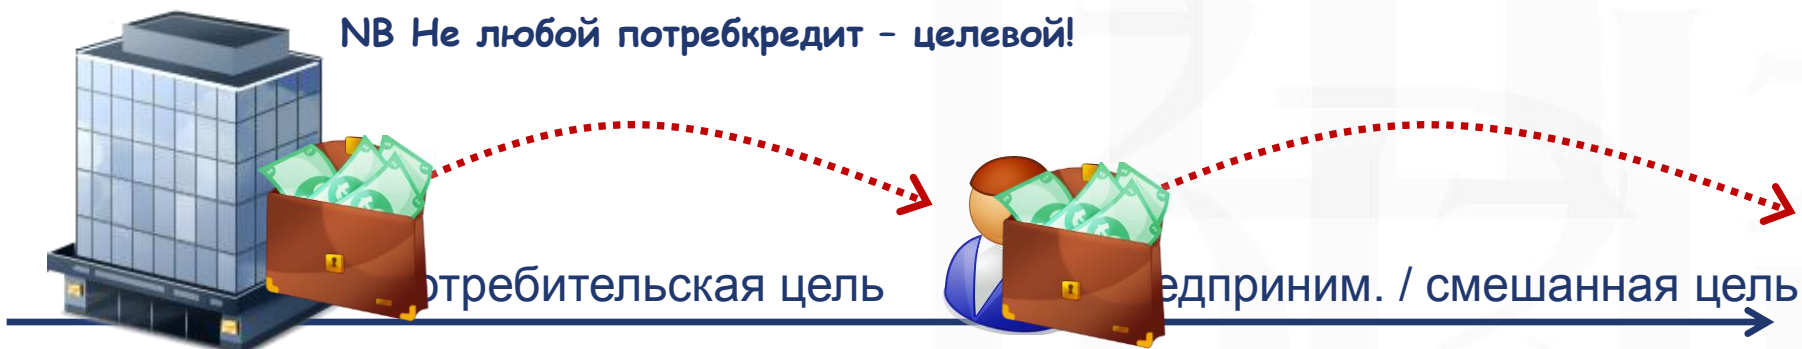 NB Не любой потребкредит – целевой!
отребительская цель
едприним. / смешанная цель